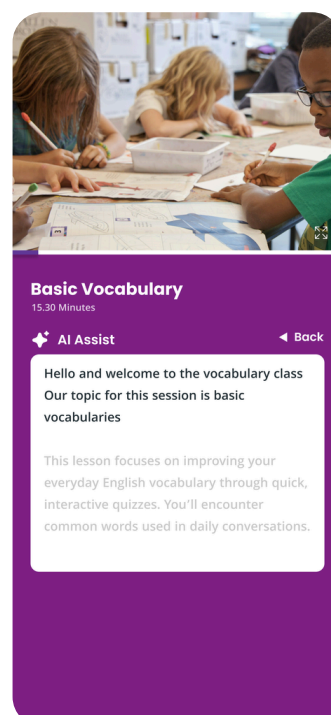 Basic Vocabulary
15.30 Minutes
AI Assist
Back
Hello and welcome to the vocabulary class
Our topic for this session is basic
vocabularies
This lesson focuses on improving your
everyday English vocabulary through quick,
interactive quizzes. You’ll encounter
common words used in daily conversations.